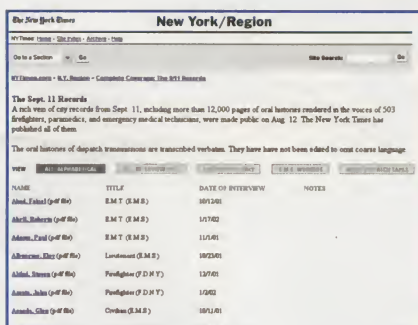 The New York Times
New York/Region
NYTimes: Home - Site Index - Archive - Help
Go to a Section Go
Site Search: Go
NYTimes.com > N.Y. Region > Complete Coverage: The 9/11 Records
The Sept. 11 Records
A rich vein of city records from Sept. 11, including more than 12,000 pages of oral histories rendered in the voices of 503
firefighters, paramedics, and emergency medical technicians, were made public on Aug. 12. The New York Times has
published all of them.
The oral histories of dispatch transmissions are transcribed verbatim. They have have not been edited to omit coarse language.
VIEW
NAME TITLE DATE OF INTERVIEW NOTES
Abed, Faisel (pdf file) E.M.T. (E.M.S.) 10/12/01
Abril, Roberto (pdf file) E.M.T. (E.M.S.) 1/17/02
Adams, Paul (pdf file) E.M.T. (E.M.S.) 11/1/01
(pdf file) Lieutenant (E.M.S.) 10/23/01
Steven (pdf file) Firefighter (F.D.N.Y.) 12/7/01
John (pdf file) Firefighter (F.D.N.Y.) 1/2/02
Glen (pdf file) Civilian (E.M.S.) 10/11/01